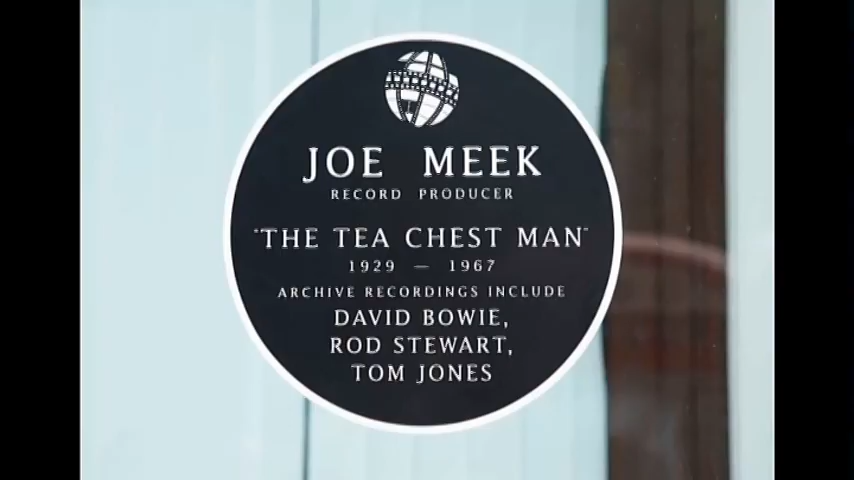 JOE MEEK
RECORD PRODUCER
"THE TEA CHEST MAN"
1929 — 1967
ARCHIVE RECORDINGS INCLUDE
DAVID BOWIE,
ROD STEWART,
TOM JONES